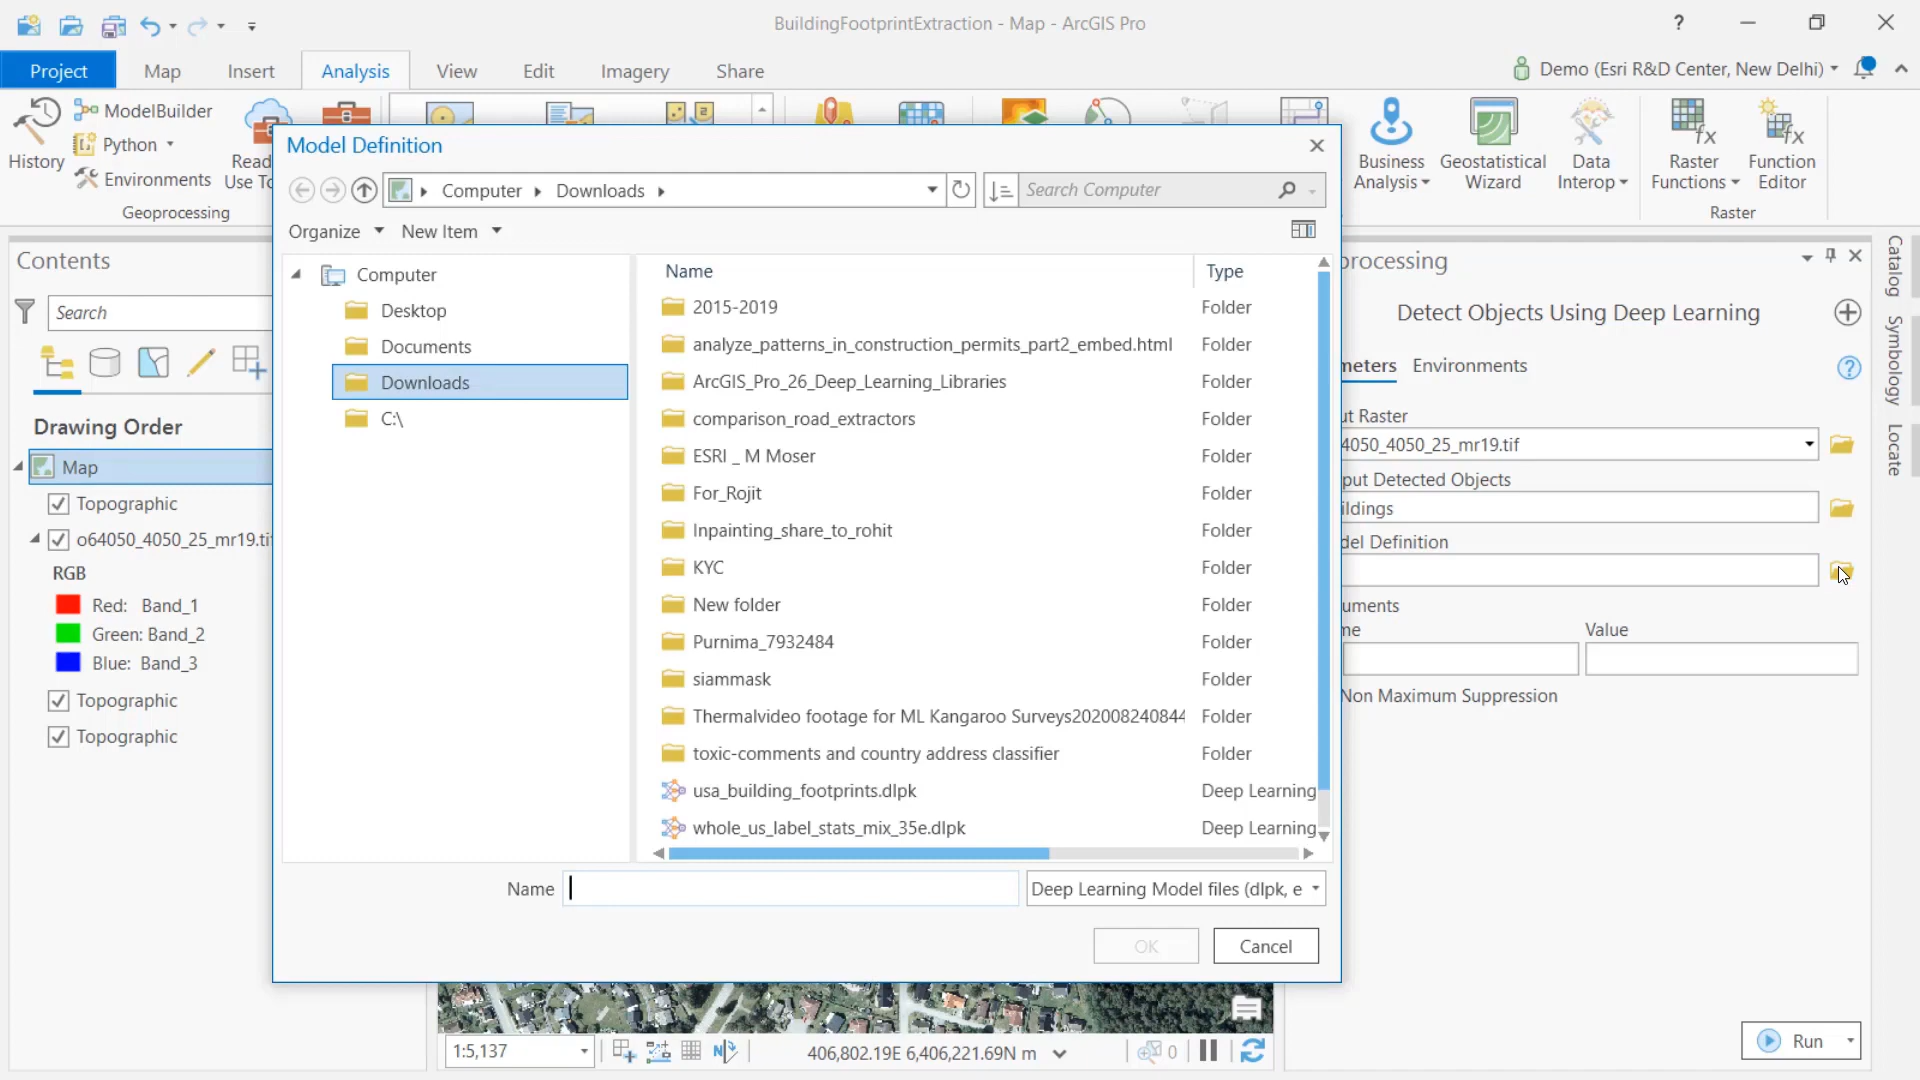 BuildingFootprintExtraction - Map - ArcGIS Pro
?
Project Map Insert Analysis View Edit Imagery Share
Demo (Esri R&D Center, New Delhi)
History
ModelBuilder
Python
Environments
Read
Use To
Geoprocessing
Business
Analysis
Geostatistical
Wizard
Data
Interop
Raster
Functions
Function
Editor
Raster
Contents
Search
Drawing Order
Map
Topographic
o64050_4050_25_mr19.ti
RGB
Red: Band_1
Green: Band_2
Blue: Band_3
Topographic
Topographic
Model Definition
Computer Downloads
Search Computer
Organize New Item
Computer
Desktop
Documents
Downloads
C:\
Name Type
2015-2019 Folder
analyze_patterns_in_construction_permits_part2_embed.html Folder
ArcGIS_Pro_26_Deep_Learning_Libraries Folder
comparison_road_extractors Folder
ESRI _ M Moser Folder
For_Rojit Folder
Inpainting_share_to_rohit Folder
KYC Folder
New folder Folder
Purnima_7932484 Folder
siammask Folder
Thermalvideo footage for ML Kangaroo Surveys202008240844 Folder
toxic-comments and country address classifier Folder
usa_building_footprints.dlpk Deep Learning
whole_us_label_stats_mix_35e.dlpk Deep Learning
Name
Deep Learning Model files (dlpk, e
OK Cancel
processing
Detect Objects Using Deep Learning
meters Environments
?
ut Raster
4050_4050_25_mr19.tif
put Detected Objects
ildings
del Definition
uments
me Value
Non Maximum Suppression
Run
Catalog
Symbology
Locate
1:5,137
406,802.19E 6,406,221.69N m
0